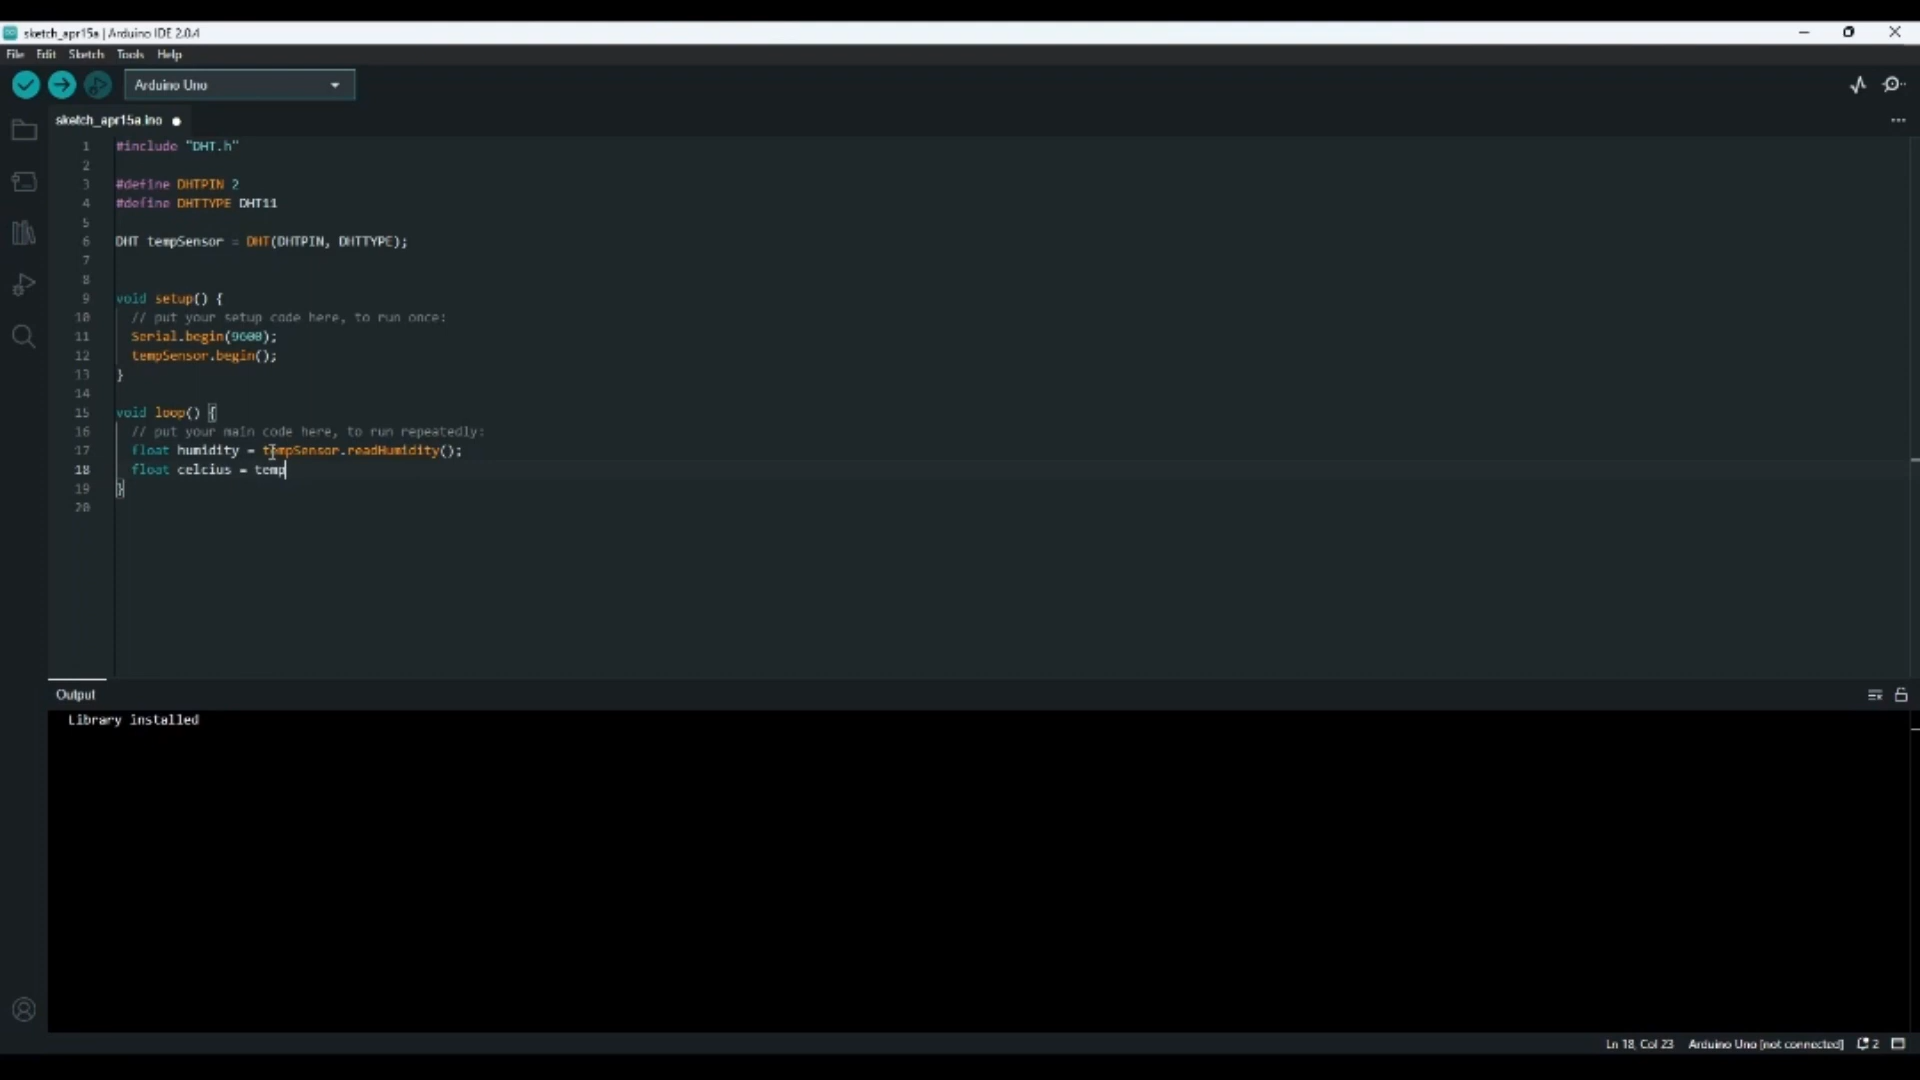 sketch_apr15a | Arduino IDE 2.0.4
File Edit Sketch Tools Help
Arduino Uno
sketch_apr15a.ino
1 #include "DHT.h"
2
3 #define DHTPIN 2
4 #define DHTTYPE DHT11
5
6 DHT tempSensor = DHT(DHTPIN, DHTTYPE);
7
8
9 void setup() {
10 // put your setup code here, to run once:
11 Serial.begin(9600);
12 tempSensor.begin();
13 }
14
15 void loop() {
16 // put your main code here, to run repeatedly:
17 float humidity = tempSensor.readHumidity();
18 float celcius = temp
19 }
20
Output
Library installed
Ln 18, Col 23 Arduino Uno [not connected] 2